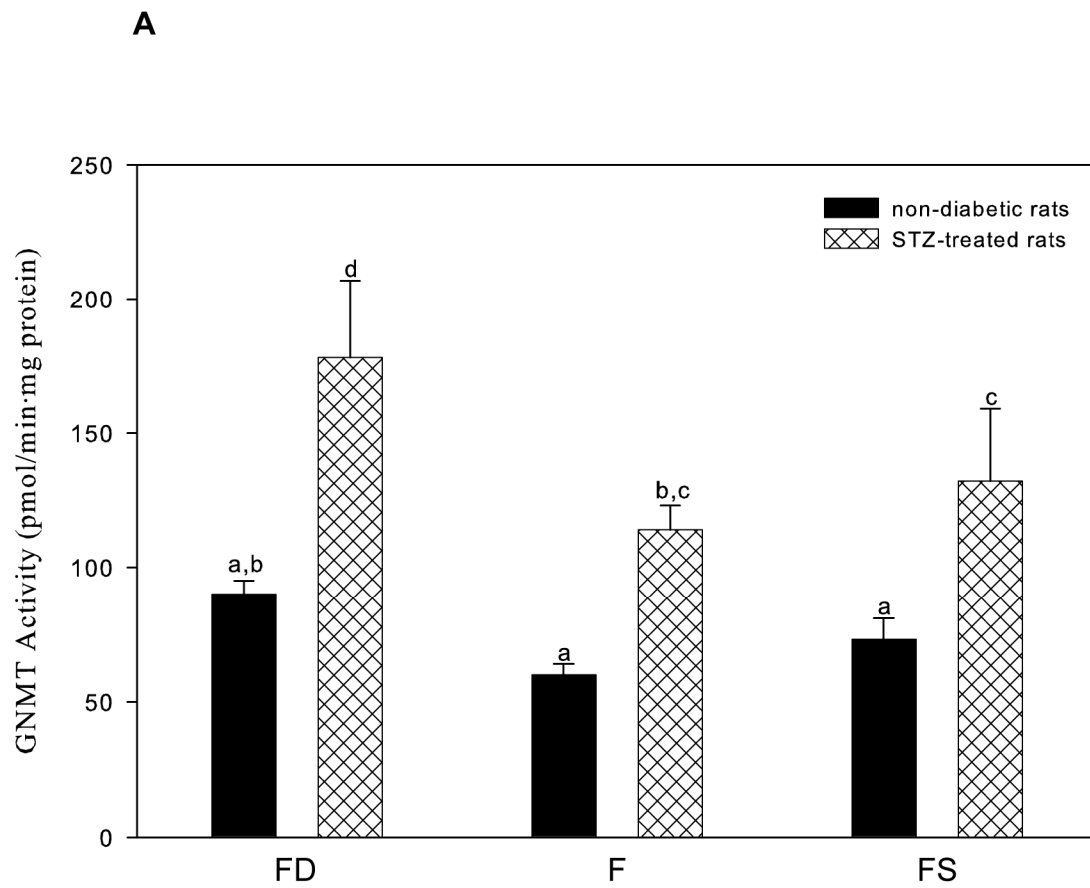 A
250
200
150
100
50
0
GNMT Activity (pmol/min·mg protein)
non-diabetic rats
STZ-treated rats
a,b
d
a
b,c
a
c
FD
F
FS